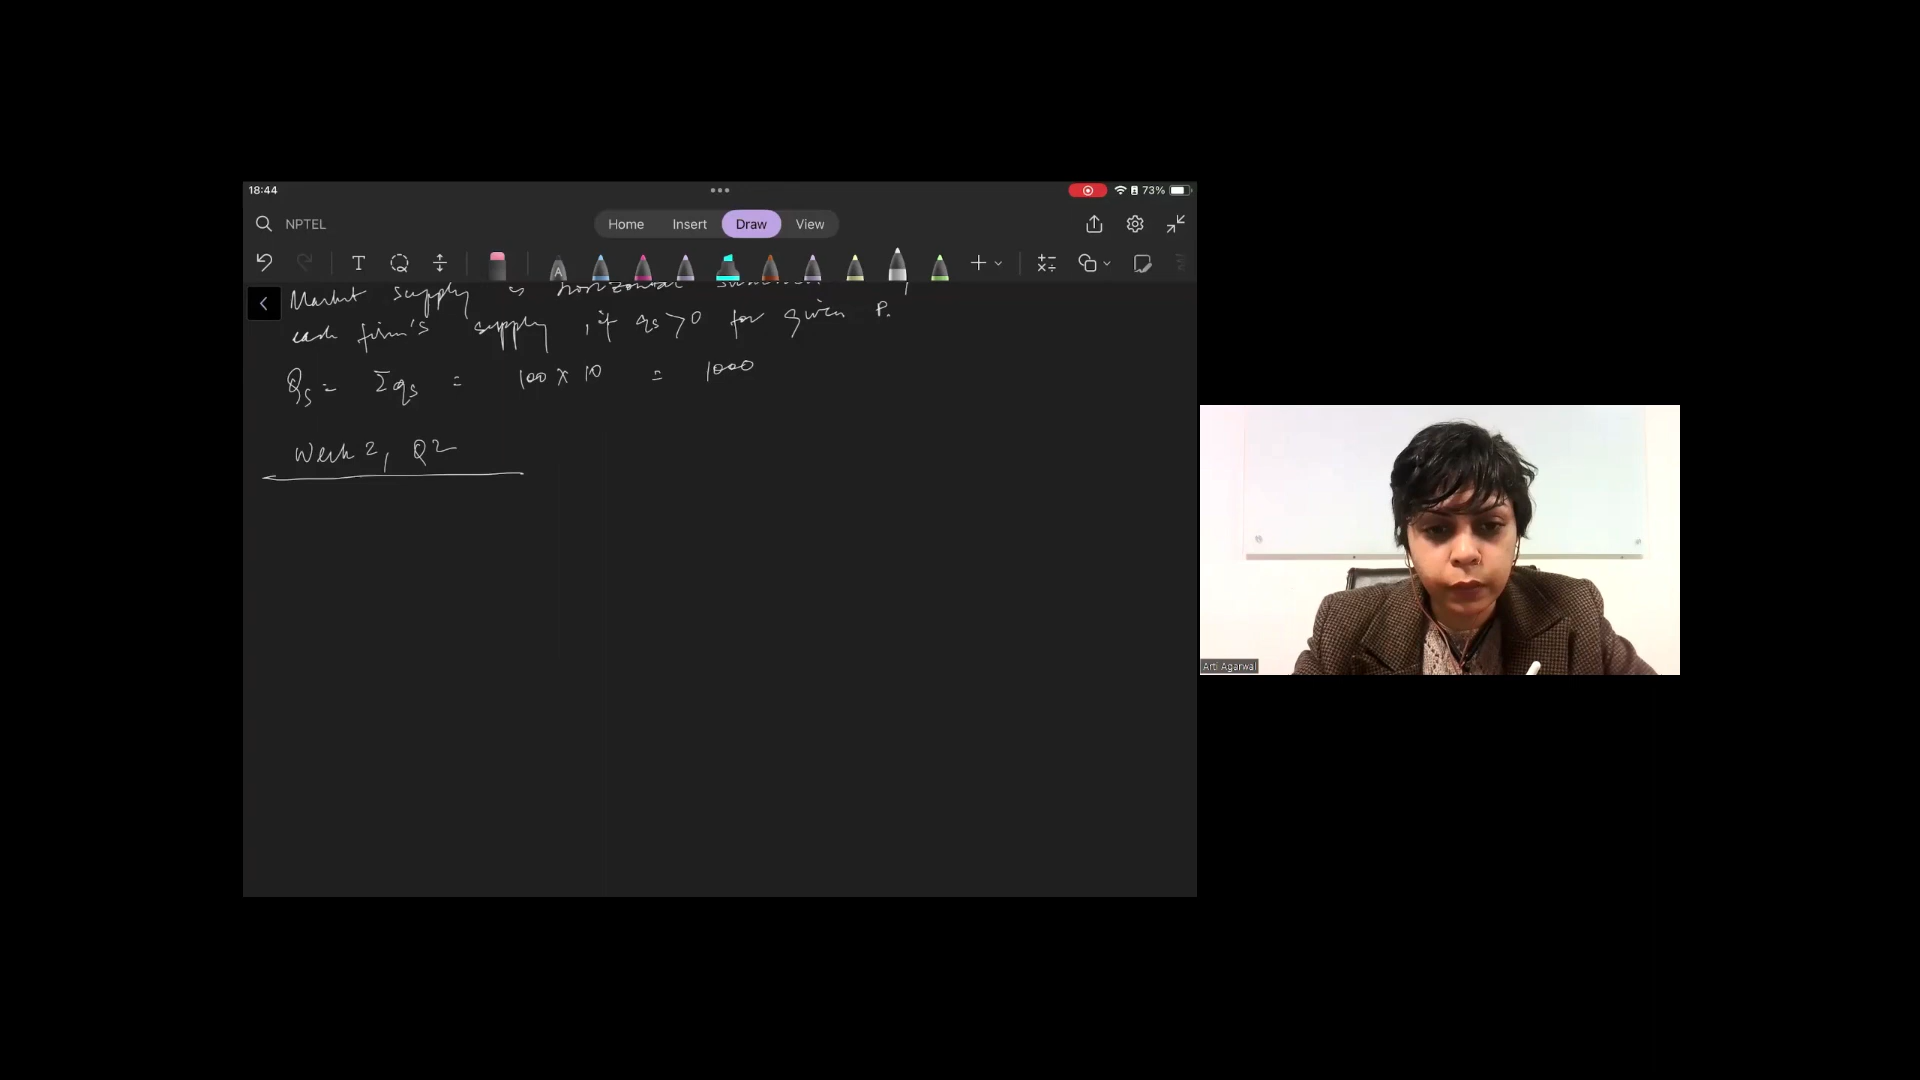 18:44
73%
NPTEL
Home Insert Draw View
T
A
Market supply is horizontal
each firm's supply, if qs > 0 for given P.
Qs = Σqs = 100 x 10 = 1000
Week 2, Q2
Arti Agarwal